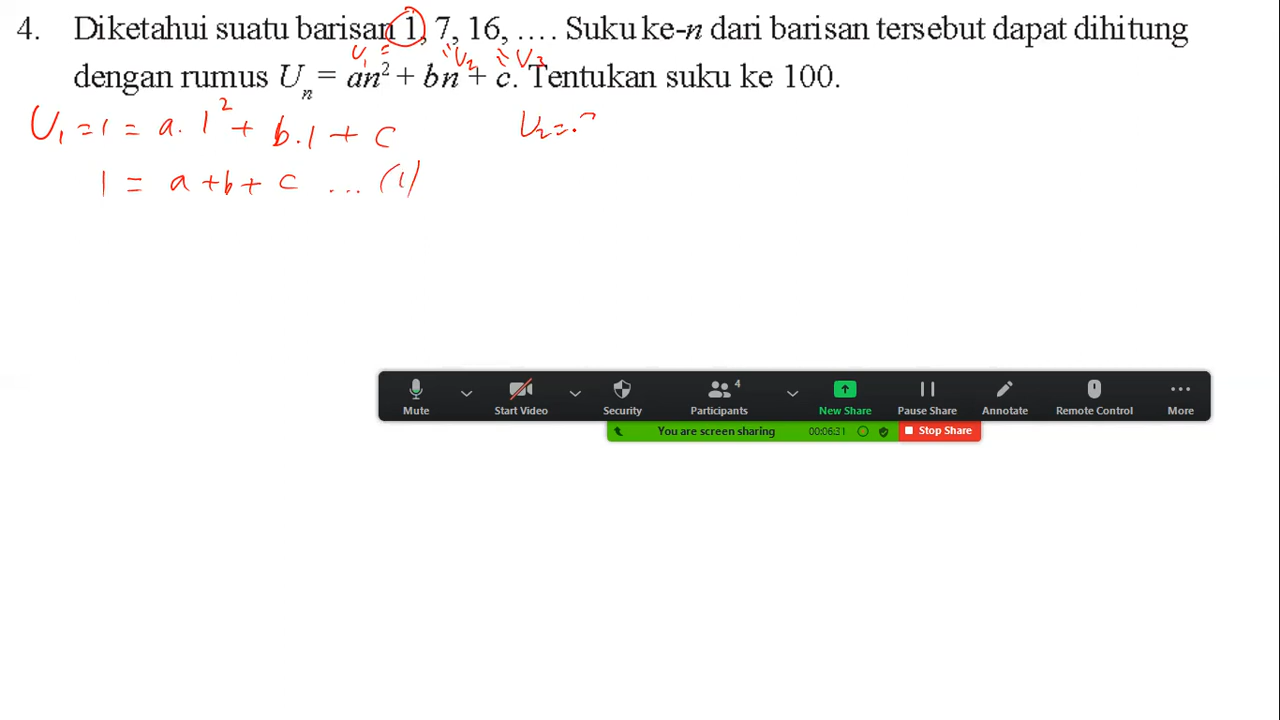 4. Diketahui suatu barisan 1, 7, 16, …. Suku ke-n dari barisan tersebut dapat dihitung
U₁ = U₂ U₃
dengan rumus Uₙ = an² + bn + c. Tentukan suku ke 100.
U₁ = 1 = a. 1² + b.1 + c U₂ =
1 = a + b + c ... (1)
4
Mute Start Video Security Participants New Share Pause Share Annotate Remote Control More
You are screen sharing 00:06:31 Stop Share